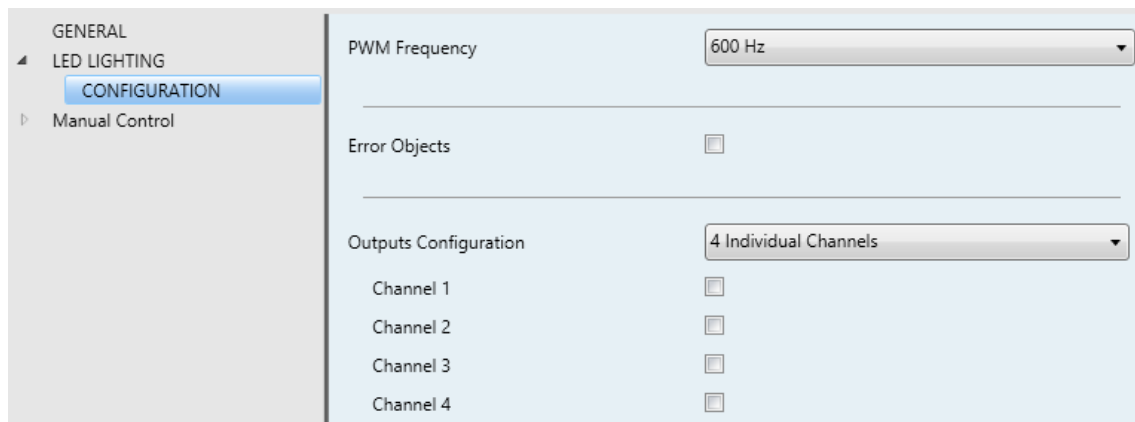 GENERAL
LED LIGHTING
CONFIGURATION
Manual Control
PWM Frequency
600 Hz
Error Objects
Outputs Configuration
4 Individual Channels
Channel 1
Channel 2
Channel 3
Channel 4